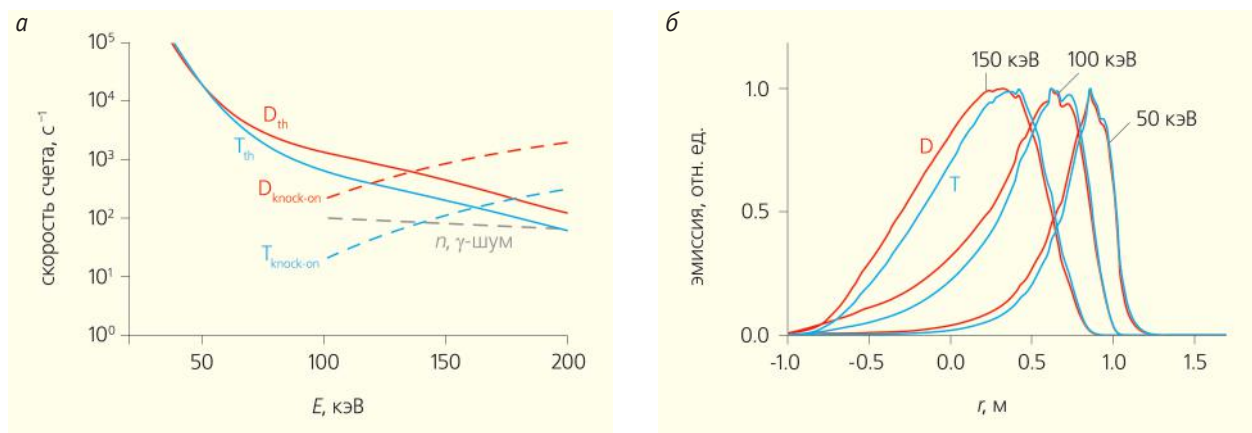 а
скорость счета, с⁻¹
10⁵
10⁴
10³
10²
10¹
10⁰
D_th
T_th
D_knock-on
T_knock-on
n, γ-шум
50
100
150
200
E, кэВ
б
эмиссия, отн. ед.
1.0
0.5
0.0
150 кэВ
100 кэВ
50 кэВ
D
T
-1.0
-0.5
0.0
0.5
1.0
1.5
r, м